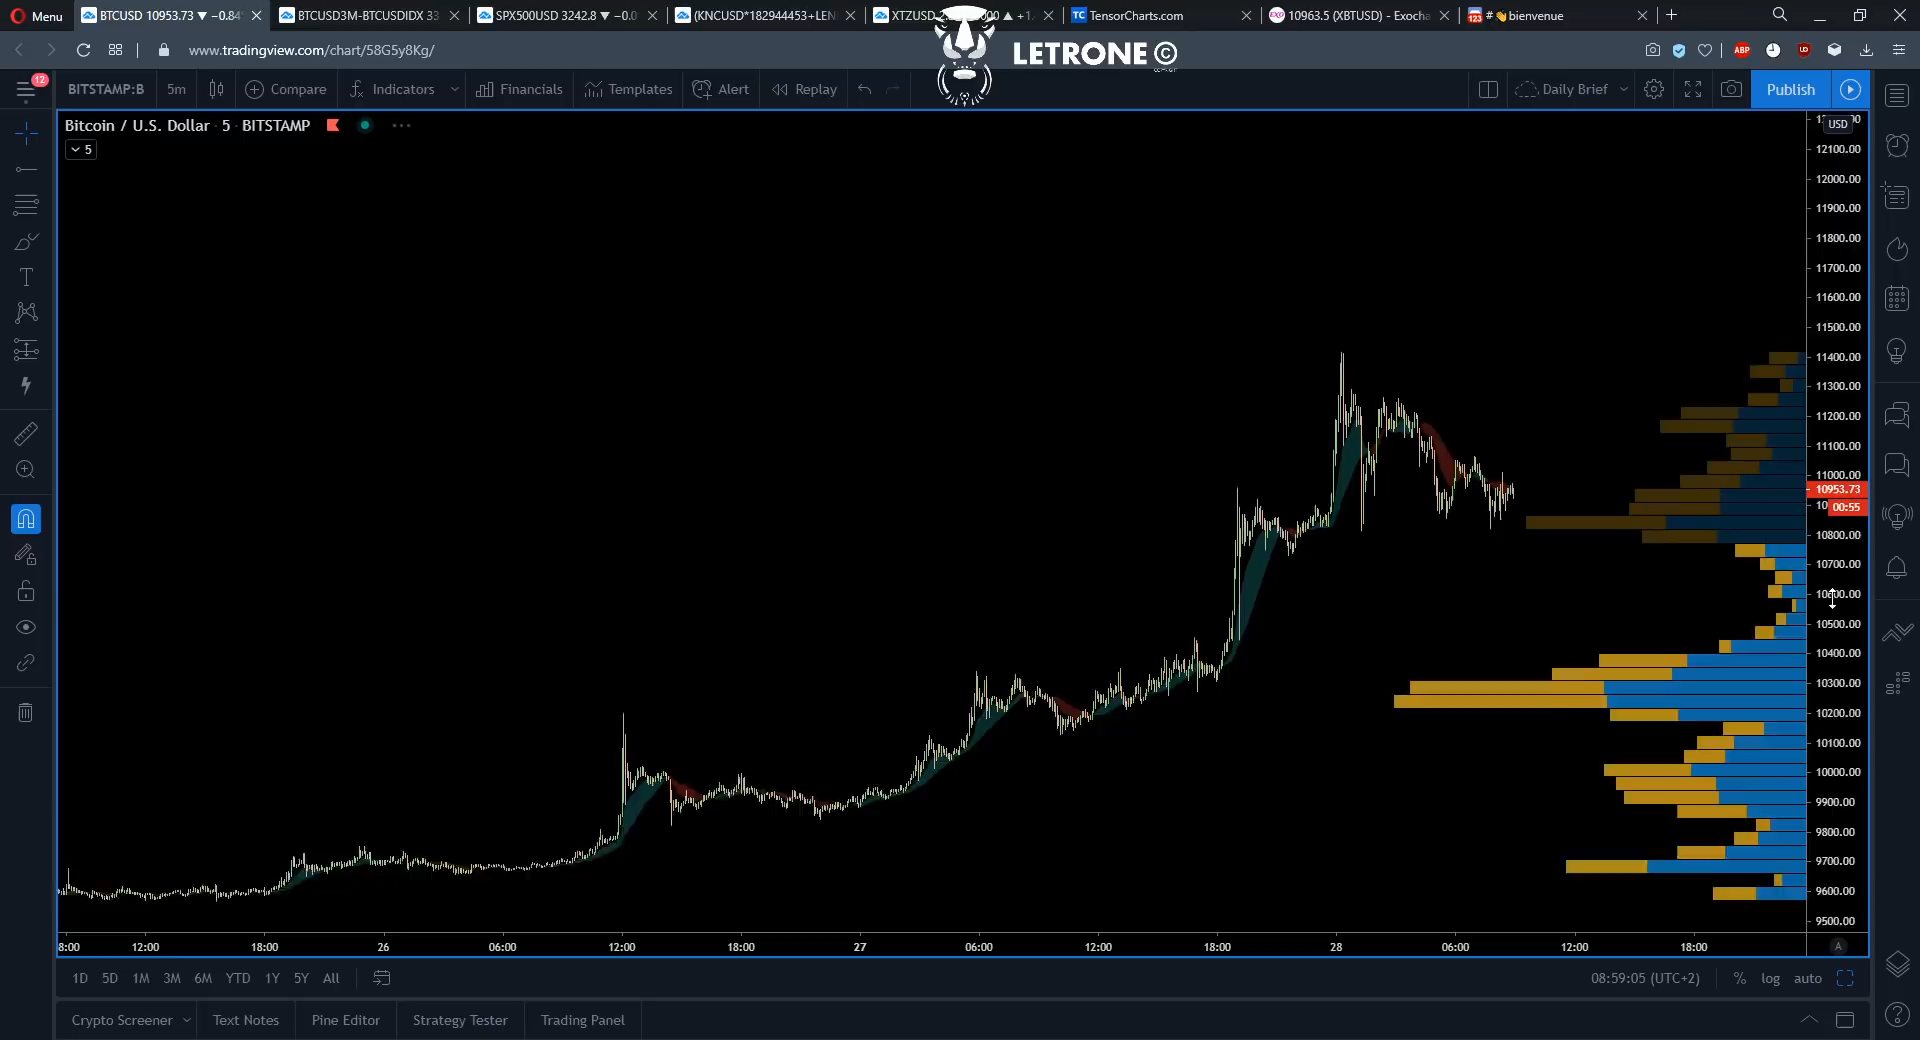 Menu
BTCUSD 10953.73 ▼ −0.84
BTCUSD3M-BTCUSDIDX 33
SPX500USD 3242.8 ▼ −0.0
(KNCUSD*182944453+LEN
XTZUSD
TensorCharts.com
10963.5 (XBTUSD) - Exocha
# 👋 bienvenue
www.tradingview.com/chart/58G5y8Kg/
LETRONE ©
12
BITSTAMP:B
5m
Compare
Indicators
Financials
Templates
Alert
Replay
Daily Brief
Publish
Bitcoin / U.S. Dollar · 5 · BITSTAMP
5
USD
12100.00
12000.00
11900.00
11800.00
11700.00
11600.00
11500.00
11400.00
11300.00
11200.00
11100.00
11000.00
10953.73
00:55
10800.00
10700.00
10600.00
10500.00
10400.00
10300.00
10200.00
10100.00
10000.00
9900.00
9800.00
9700.00
9600.00
9500.00
8:00 12:00 18:00 26 06:00 12:00 18:00 27 06:00 12:00 18:00 28 06:00 12:00 18:00
A
1D 5D 1M 3M 6M YTD 1Y 5Y All
08:59:05 (UTC+2)
% log auto
Crypto Screener
Text Notes
Pine Editor
Strategy Tester
Trading Panel